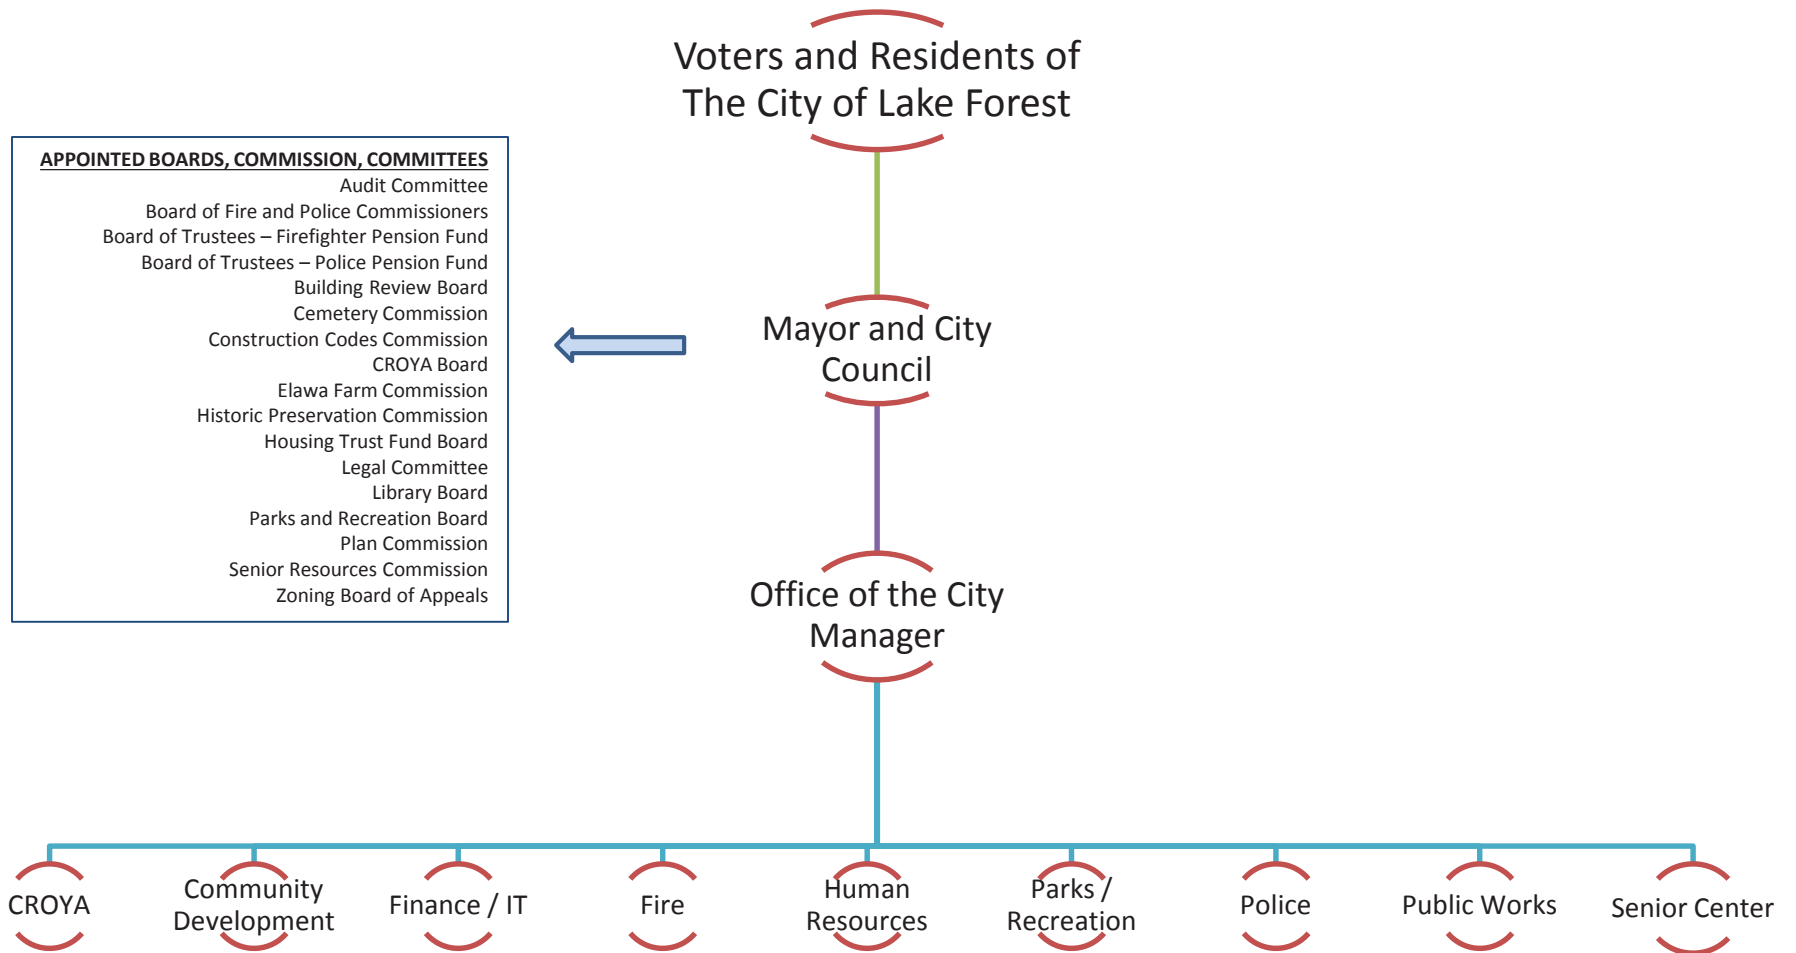 Voters and Residents of
The City of Lake Forest
APPOINTED BOARDS, COMMISSION, COMMITTEES
Audit Committee
Board of Fire and Police Commissioners
Board of Trustees – Firefighter Pension Fund
Board of Trustees – Police Pension Fund
Building Review Board
Cemetery Commission
Construction Codes Commission
CROYA Board
Elawa Farm Commission
Historic Preservation Commission
Housing Trust Fund Board
Legal Committee
Library Board
Parks and Recreation Board
Plan Commission
Senior Resources Commission
Zoning Board of Appeals
Mayor and City
Council
Office of the City
Manager
CROYA
Community
Development
Finance / IT
Fire
Human
Resources
Parks /
Recreation
Police
Public Works
Senior Center